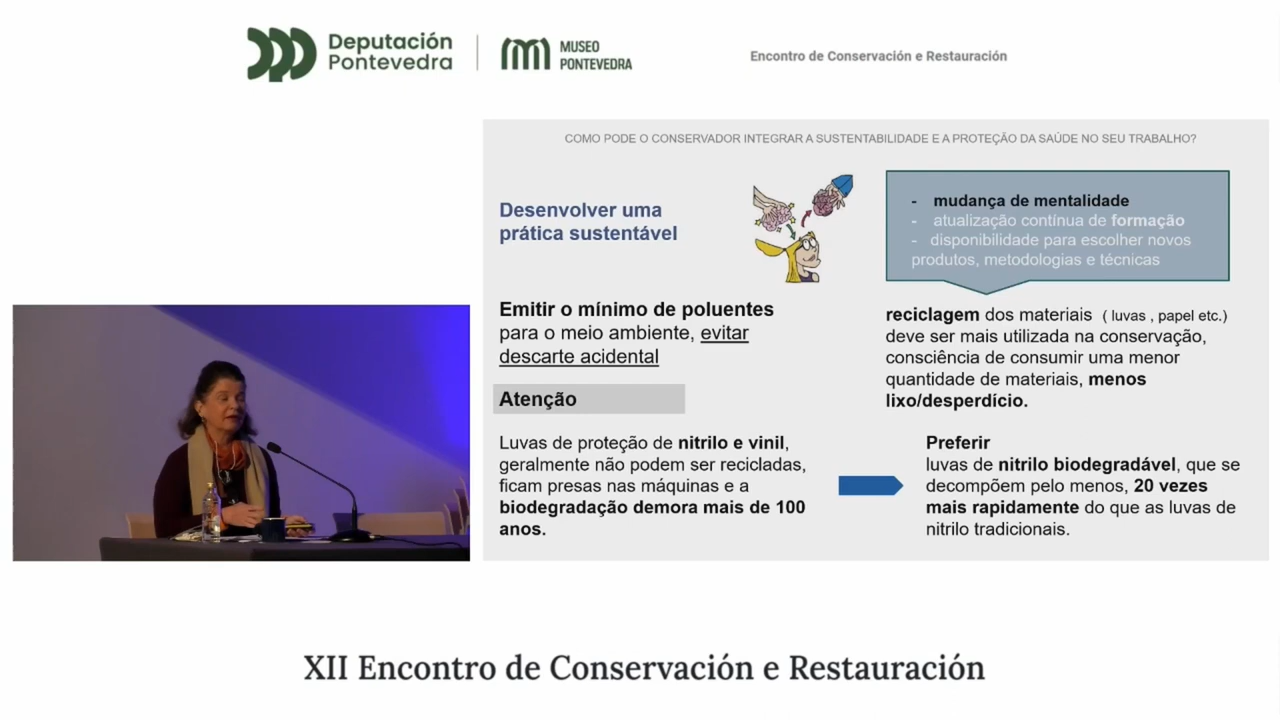 Deputación
Pontevedra
MUSEO
PONTEVEDRA
Encontro de Conservación e Restauración
COMO PODE O CONSERVADOR INTEGRAR A SUSTENTABILIDADE E A PROTEÇÃO DA SAÚDE NO SEU TRABALHO?
Desenvolver uma
prática sustentável
- mudança de mentalidade
- atualização contínua de formação
- disponibilidade para escolher novos
produtos, metodologias e técnicas
Emitir o mínimo de poluentes
para o meio ambiente, evitar
descarte acidental
reciclagem dos materiais ( luvas , papel etc.)
deve ser mais utilizada na conservação,
consciência de consumir uma menor
quantidade de materiais, menos
lixo/desperdício.
Atenção
Luvas de proteção de nitrilo e vinil,
geralmente não podem ser recicladas,
ficam presas nas máquinas e a
biodegradação demora mais de 100
anos.
Preferir
luvas de nitrilo biodegradável, que se
decompõem pelo menos, 20 vezes
mais rapidamente do que as luvas de
nitrilo tradicionais.
XII Encontro de Conservación e Restauración